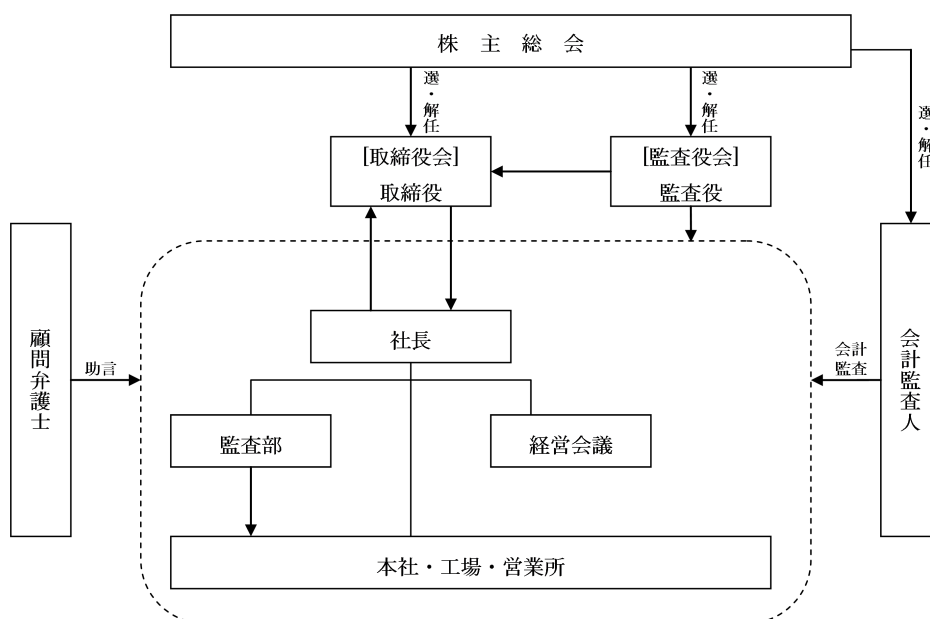 株 主 総 会
選・解任
選・解任
選・解任
[取締役会]
取締役
[監査役会]
監査役
顧問弁護士
助言
社長
会計
監査
会計監査人
監査部
経営会議
本社・工場・営業所